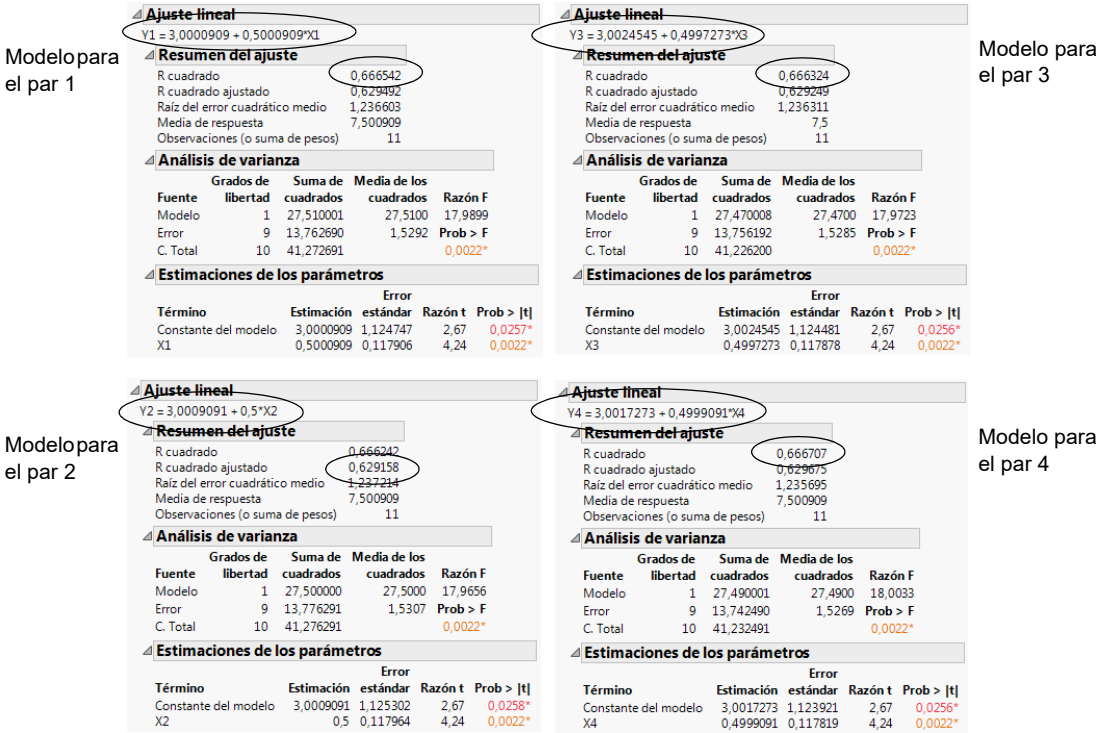 Modelo para
el par 1
Ajuste lineal
Y1 = 3,0000909 + 0,5000909*X1
Resumen del ajuste
R cuadrado 0,666542
R cuadrado ajustado 0,629492
Raíz del error cuadrático medio 1,236603
Media de respuesta 7,500909
Observaciones (o suma de pesos) 11
Análisis de varianza
Grados de Suma de Media de los
Fuente libertad cuadrados cuadrados Razón F
Modelo 1 27,510001 27,5100 17,9899
Error 9 13,762690 1,5292 Prob > F
C. Total 10 41,272691 0,0022*
Estimaciones de los parámetros
Error
Término Estimación estándar Razón t Prob > |t|
Constante del modelo 3,0000909 1,124747 2,67 0,0257*
X1 0,5000909 0,117906 4,24 0,0022*
Modelo para
el par 3
Ajuste lineal
Y3 = 3,0024545 + 0,4997273*X3
Resumen del ajuste
R cuadrado 0,666324
R cuadrado ajustado 0,629249
Raíz del error cuadrático medio 1,236311
Media de respuesta 7,5
Observaciones (o suma de pesos) 11
Análisis de varianza
Grados de Suma de Media de los
Fuente libertad cuadrados cuadrados Razón F
Modelo 1 27,470008 27,4700 17,9723
Error 9 13,756192 1,5285 Prob > F
C. Total 10 41,226200 0,0022*
Estimaciones de los parámetros
Error
Término Estimación estándar Razón t Prob > |t|
Constante del modelo 3,0024545 1,124481 2,67 0,0256*
X3 0,4997273 0,117878 4,24 0,0022*
Modelo para
el par 2
Ajuste lineal
Y2 = 3,0009091 + 0,5*X2
Resumen del ajuste
R cuadrado 0,666242
R cuadrado ajustado 0,629158
Raíz del error cuadrático medio 1,237214
Media de respuesta 7,500909
Observaciones (o suma de pesos) 11
Análisis de varianza
Grados de Suma de Media de los
Fuente libertad cuadrados cuadrados Razón F
Modelo 1 27,500000 27,5000 17,9656
Error 9 13,776291 1,5307 Prob > F
C. Total 10 41,276291 0,0022*
Estimaciones de los parámetros
Error
Término Estimación estándar Razón t Prob > |t|
Constante del modelo 3,0009091 1,125302 2,67 0,0258*
X2 0,5 0,117964 4,24 0,0022*
Modelo para
el par 4
Ajuste lineal
Y4 = 3,0017273 + 0,4999091*X4
Resumen del ajuste
R cuadrado 0,666707
R cuadrado ajustado 0,629675
Raíz del error cuadrático medio 1,235695
Media de respuesta 7,500909
Observaciones (o suma de pesos) 11
Análisis de varianza
Grados de Suma de Media de los
Fuente libertad cuadrados cuadrados Razón F
Modelo 1 27,490001 27,4900 18,0033
Error 9 13,742490 1,5269 Prob > F
C. Total 10 41,232491 0,0022*
Estimaciones de los parámetros
Error
Término Estimación estándar Razón t Prob > |t|
Constante del modelo 3,0017273 1,123921 2,67 0,0256*
X4 0,4999091 0,117819 4,24 0,0022*